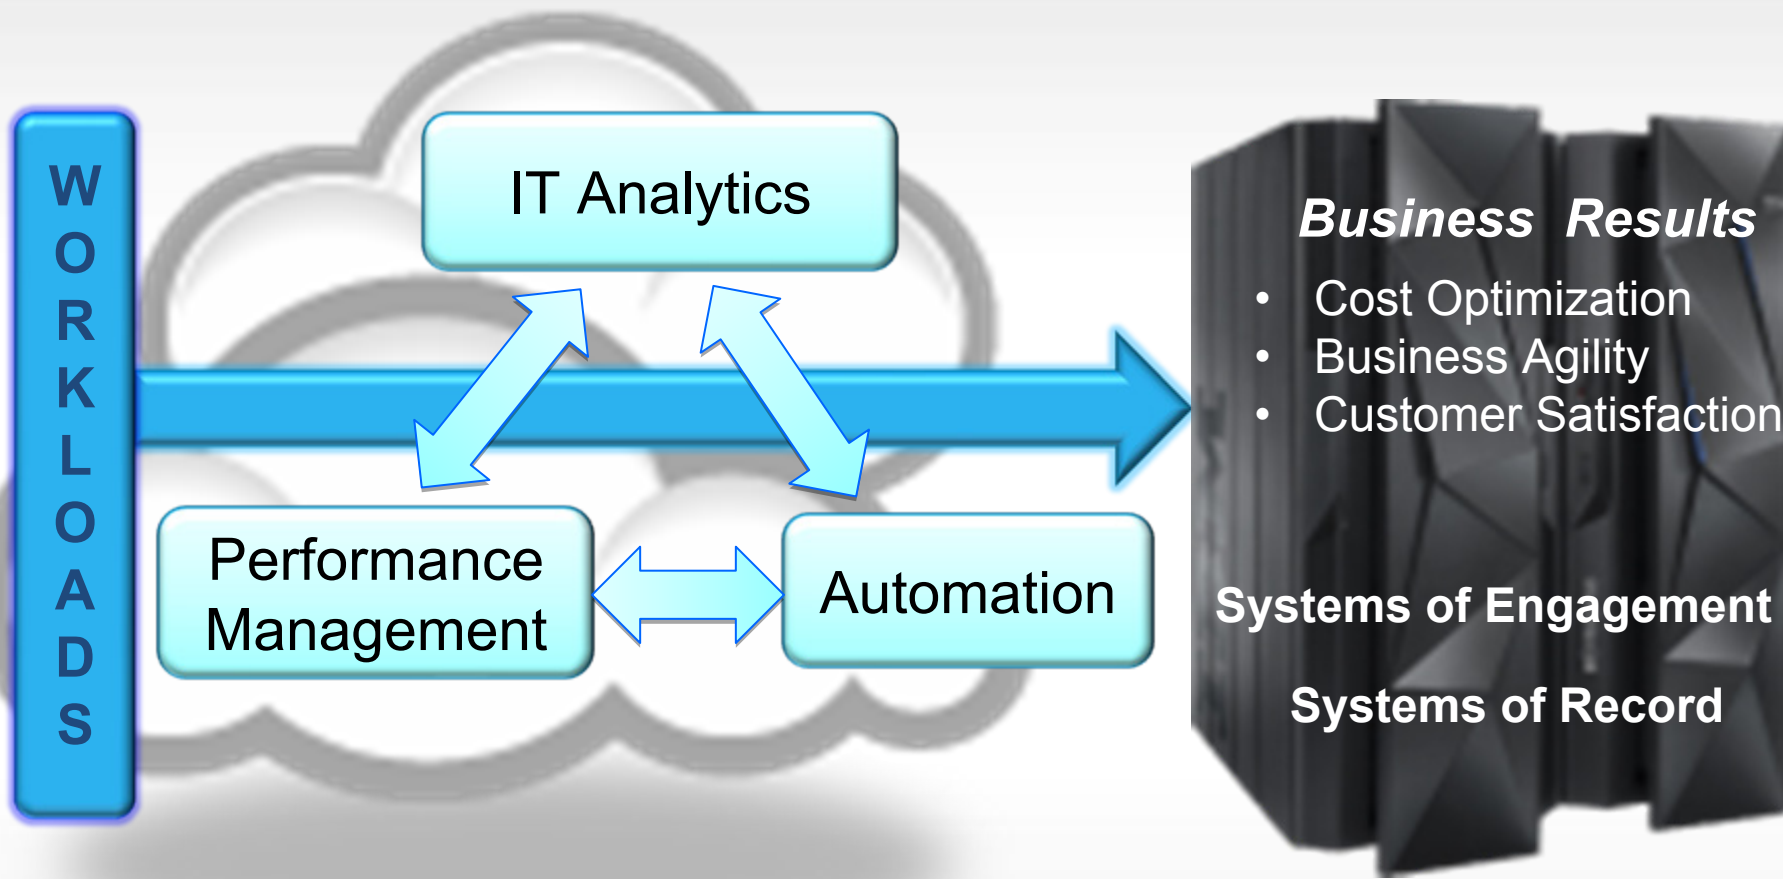 WORKLOADS
IT Analytics
Performance
Management
Automation
Business Results
• Cost Optimization
• Business Agility
• Customer Satisfaction
Systems of Engagement
Systems of Record